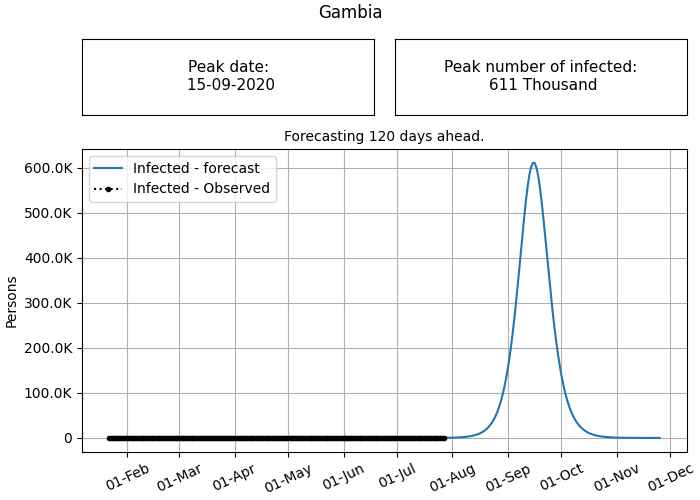 Gambia
Peak date:
15-09-2020
Peak number of infected:
611 Thousand
Forecasting 120 days ahead.
Infected - forecast
Infected - Observed
Persons
600.0K
500.0K
400.0K
300.0K
200.0K
100.0K
0
01-Feb
01-Mar
01-Apr
01-May
01-Jun
01-Jul
01-Aug
01-Sep
01-Oct
01-Nov
01-Dec